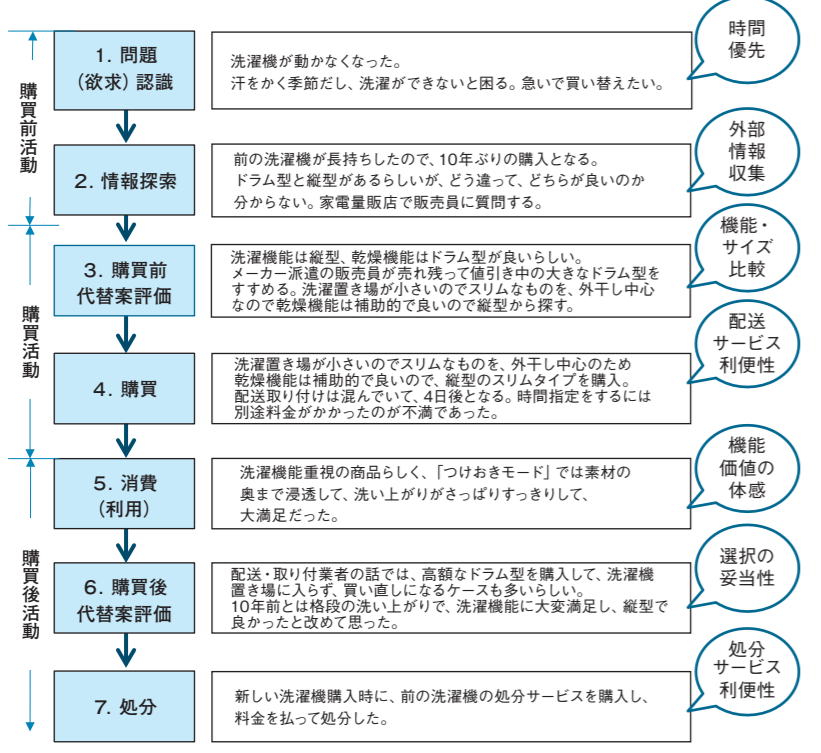 購買前活動
1. 問題
(欲求) 認識
洗濯機が動かなくなった。
汗をかく季節だし、洗濯ができないと困る。急いで買い替えたい。
時間
優先
2. 情報探索
前の洗濯機が長持ちしたので、10年ぶりの購入となる。
ドラム型と縦型があるらしいが、どう違って、どちらが良いのか
分からない。家電量販店で販売員に質問する。
外部
情報
収集
購買活動
3. 購買前
代替案評価
洗濯機能は縦型、乾燥機能はドラム型が良いらしい。
メーカー派遣の販売員が売れ残って値引き中の大きなドラム型を
すすめる。洗濯置き場が小さいのでスリムなものを、外干し中心
なので乾燥機能は補助的で良いので縦型から探す。
機能・
サイズ
比較
4. 購買
洗濯置き場が小さいのでスリムなものを、外干し中心のため
乾燥機能は補助的で良いので、縦型のスリムタイプを購入。
配送取り付けは混んでいて、4日後となる。時間指定をするには
別途料金がかかったのが不満であった。
配送
サービス
利便性
購買後活動
5. 消費
(利用)
洗濯機能重視の商品らしく、「つけおきモード」では素材の
奥まで浸透して、洗い上がりがさっぱりすっきりして、
大満足だった。
機能
価値の
体感
6. 購買後
代替案評価
配送・取り付業者の話では、高額なドラム型を購入して、洗濯機
置き場に入らず、買い直しになるケースも多いらしい。
10年前とは格段の洗い上がりで、洗濯機能に大変満足し、縦型で
良かったと改めて思った。
選択の
妥当性
7. 処分
新しい洗濯機購入時に、前の洗濯機の処分サービスを購入し、
料金を払って処分した。
処分
サービス
利便性